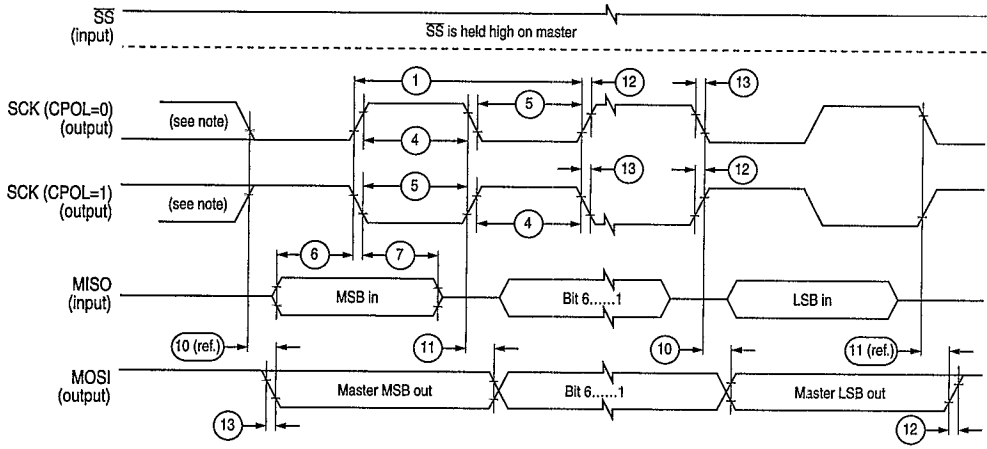 SS
(input)
SS is held high on master
1
12
13
SCK (CPOL=0)
(output)
(see note)
5
4
SCK (CPOL=1)
(output)
(see note)
5
13
12
4
6
7
MISO
(input)
MSB in
Bit 6......1
LSB in
10 (ref.)
11
10
11 (ref.)
MOSI
(output)
Master MSB out
Bit 6......1
Master LSB out
13
12